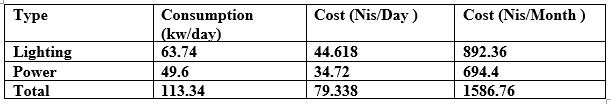 Type Consumption (kw/day) Cost (Nis/Day ) Cost (Nis/Month )
Lighting 63.74 44.618 892.36
Power 49.6 34.72 694.4
Total 113.34 79.338 1586.76